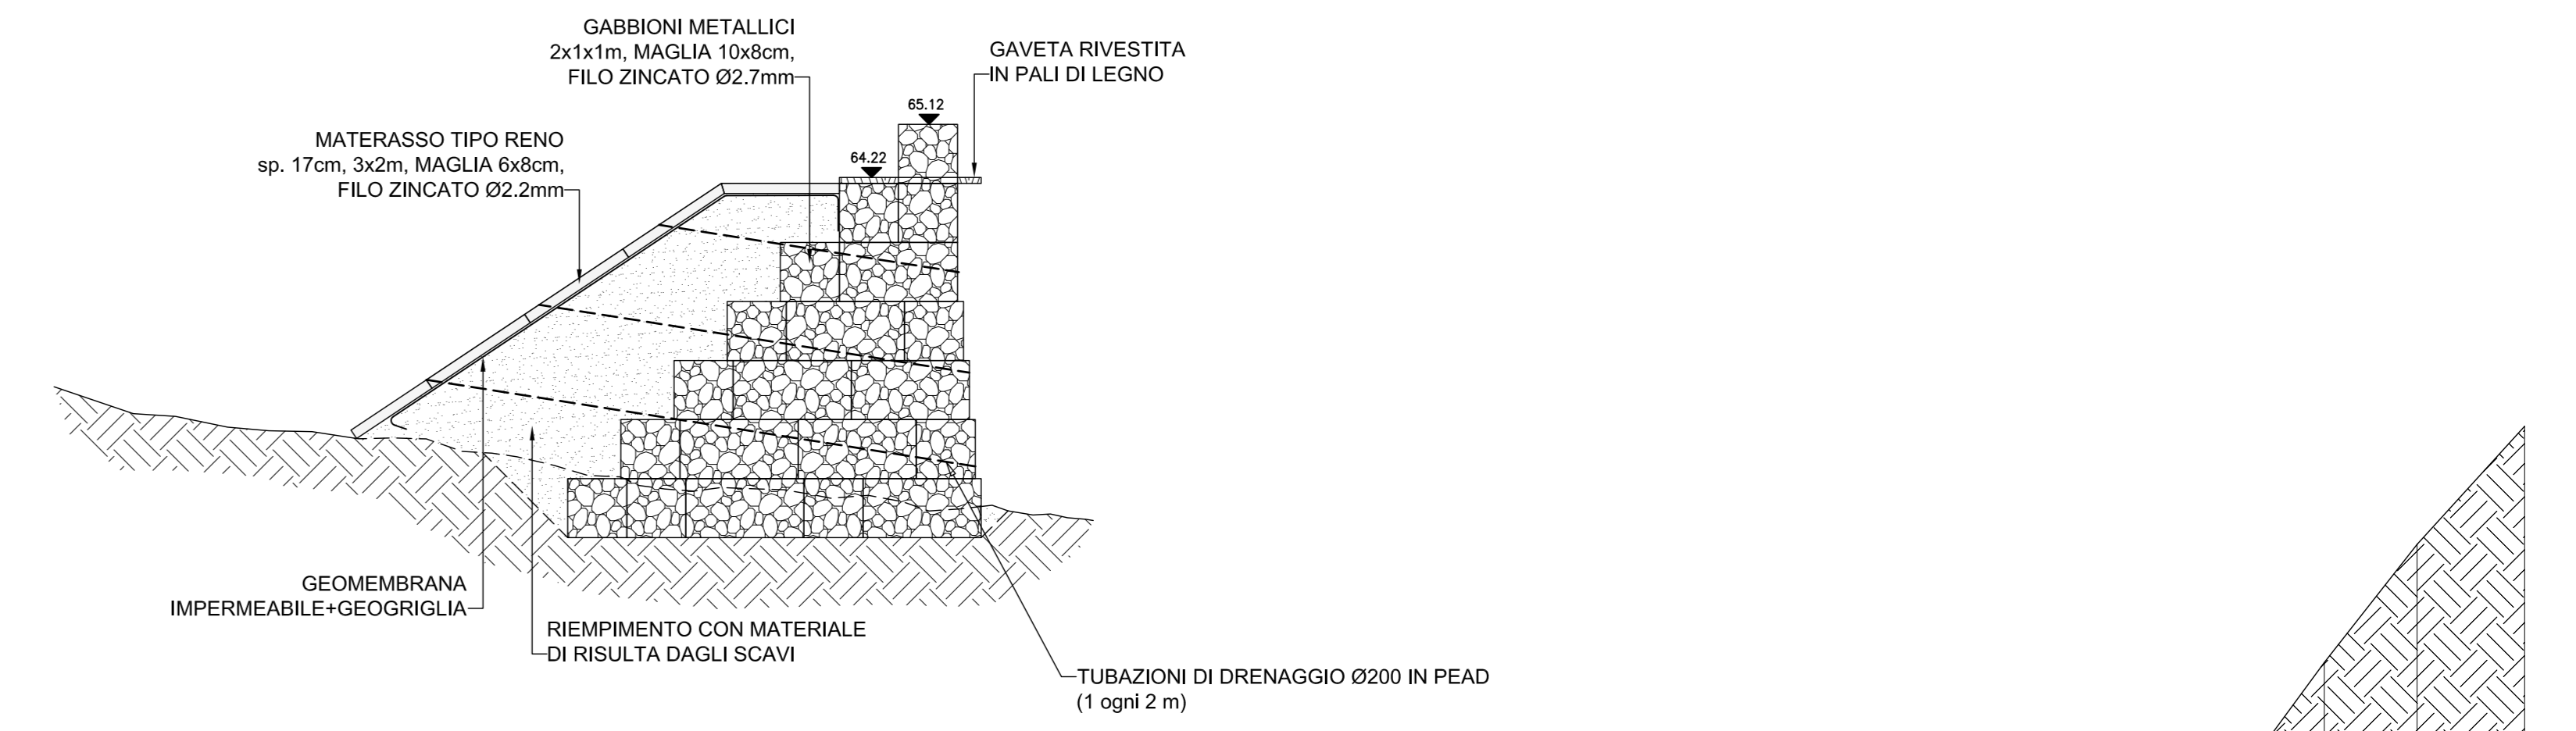 GABBIONI METALLICI
2x1x1m, MAGLIA 10x8cm,
FILO ZINCATO Ø2.7mm
GAVETA RIVESTITA
IN PALI DI LEGNO
65.12
64.22
MATERASSO TIPO RENO
sp. 17cm, 3x2m, MAGLIA 6x8cm,
FILO ZINCATO Ø2.2mm
GEOMEMBRANA
IMPERMEABILE+GEOGRIGLIA
RIEMPIMENTO CON MATERIALE
DI RISULTA DAGLI SCAVI
TUBAZIONI DI DRENAGGIO Ø200 IN PEAD
(1 ogni 2 m)